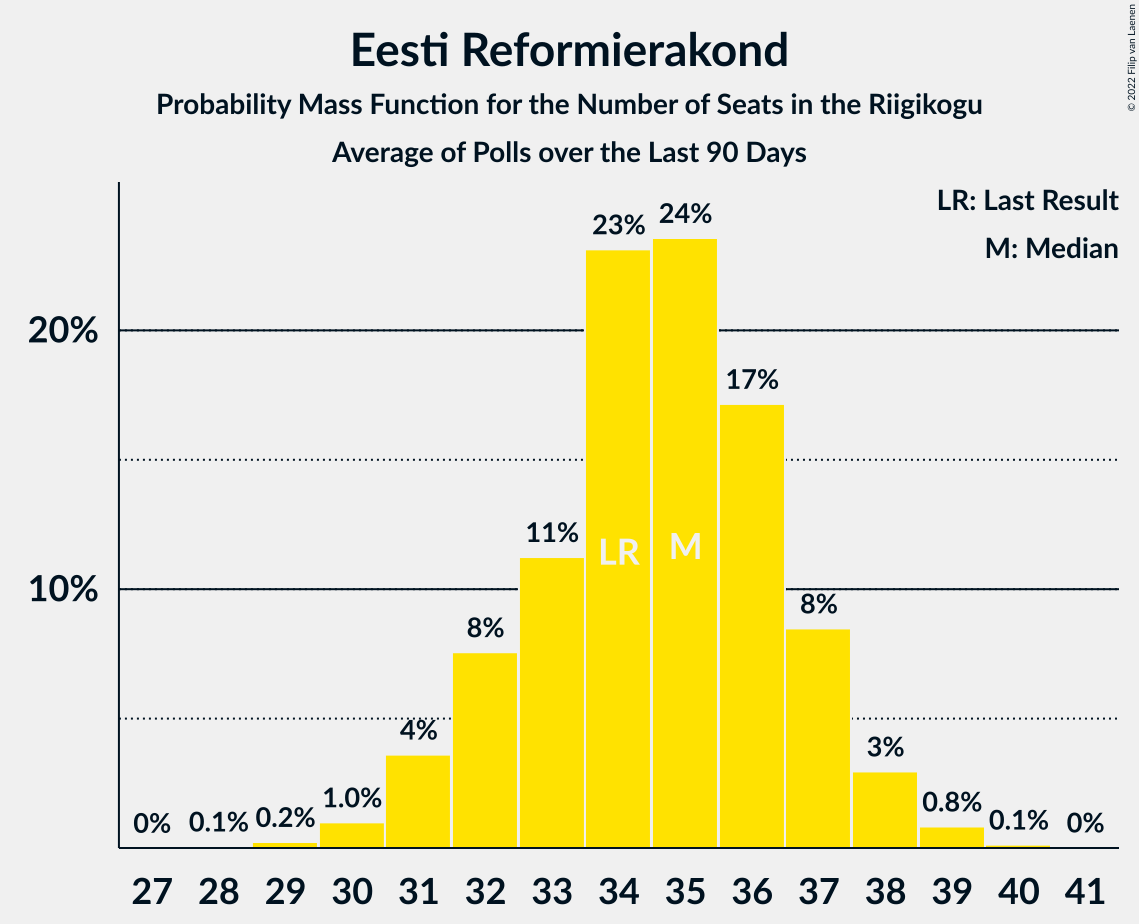 Eesti Reformierakond
Probability Mass Function for the Number of Seats in the Riigikogu
Average of Polls over the Last 90 Days
© 2022 Filip van Laenen
LR: Last Result
M: Median
20%
10%
0%
0.1%
0.2%
1.0%
4%
8%
11%
23%
24%
17%
8%
3%
0.8%
0.1%
0%
LR
M
27 28 29 30 31 32 33 34 35 36 37 38 39 40 41